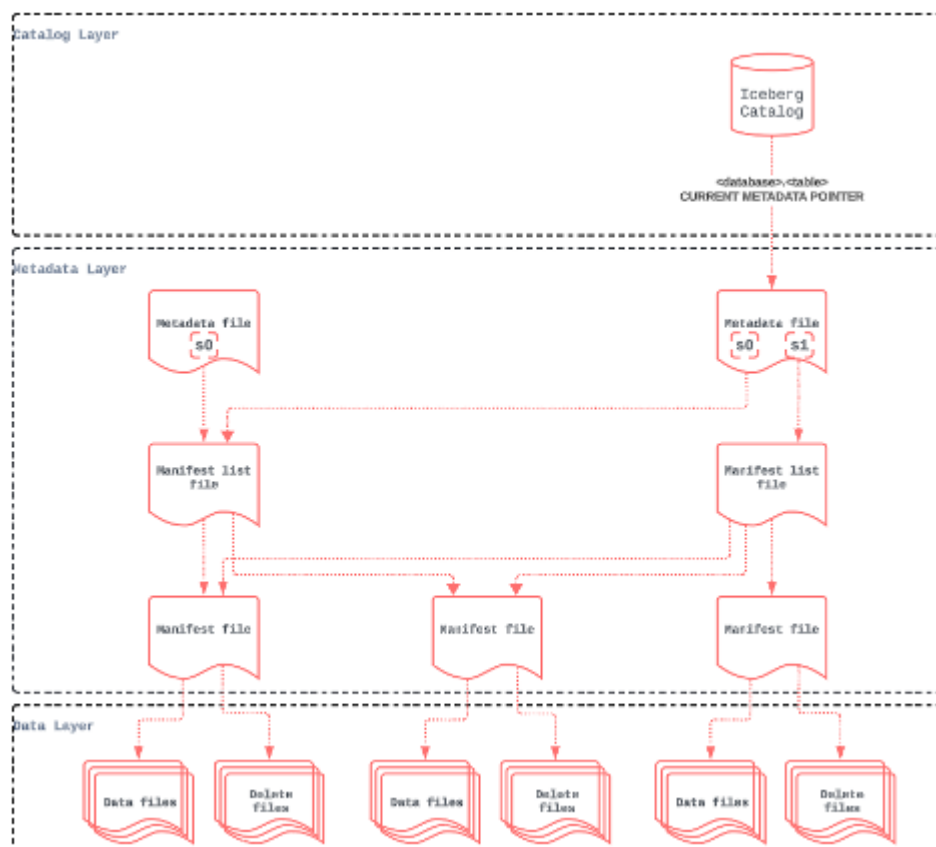 Catalog Layer
Iceberg
Catalog
<database>.<table>
CURRENT METADATA POINTER
Metadata Layer
Metadata file
s0
Metadata file
s0
s1
Manifest list
file
Manifest list
file
Manifest file
Manifest file
Manifest file
Data Layer
Data files
Delete
files
Data files
Delete
files
Data files
Delete
files